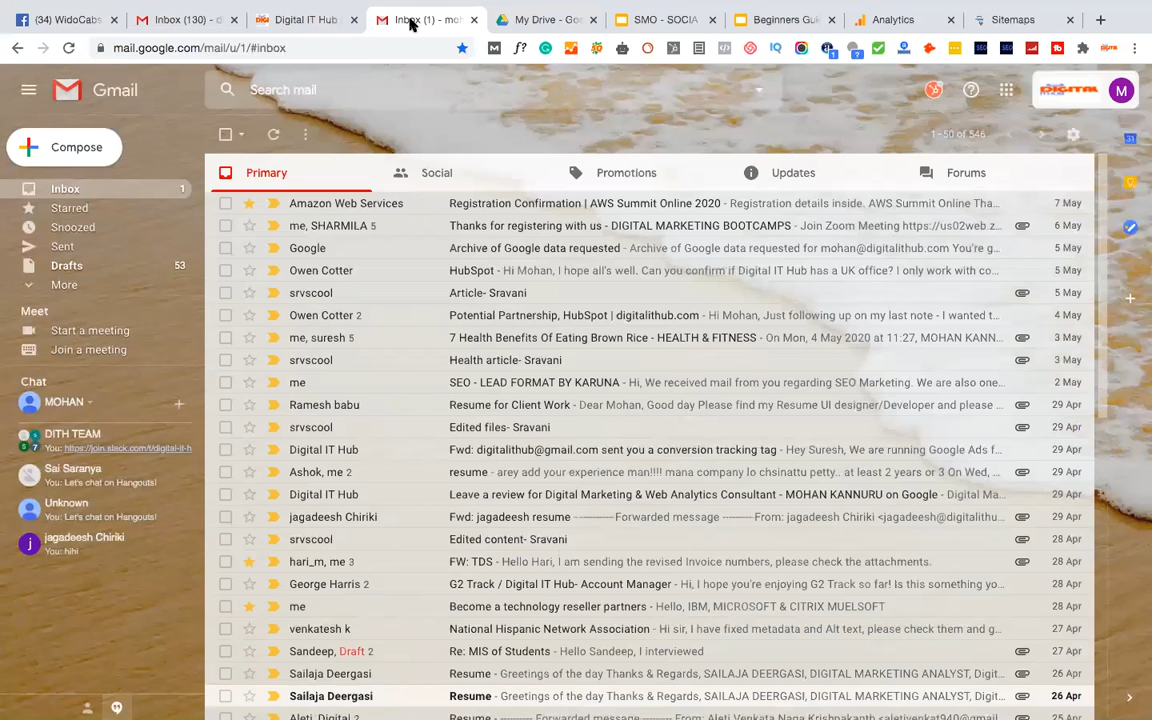 (34) WidoCabs
Inbox (130) - d
Digital IT Hub
Inbox (1) - moh
My Drive - Goo
SMO - SOCIA
Beginners Gui
Analytics
Sitemaps
mail.google.com/mail/u/1/#inbox
Gmail
Search mail
DIGITAL
M
Compose
1–50 of 546
Inbox 1
Starred
Snoozed
Sent
Drafts 53
More
Meet
Start a meeting
Join a meeting
Chat
MOHAN
DITH TEAM
You: https://join.slack.com/t/digital-it-h
Sai Saranya
You: Let's chat on Hangouts!
Unknown
You: Let's chat on Hangouts!
j
jagadeesh Chiriki
You: hihi
Primary
Social
Promotions
Updates
Forums
Amazon Web Services Registration Confirmation | AWS Summit Online 2020 - Registration details inside. AWS Summit Online Tha... 7 May
me, SHARMILA 5 Thanks for registering with us - DIGITAL MARKETING BOOTCAMPS - Join Zoom Meeting https://us02web.z... 6 May
Google Archive of Google data requested - Archive of Google data requested for mohan@digitalithub.com You're g... 5 May
Owen Cotter HubSpot - Hi Mohan, I hope all's well. Can you confirm if Digital IT Hub has a UK office? I only work with co... 5 May
srvscool Article- Sravani 5 May
Owen Cotter 2 Potential Partnership, HubSpot | digitalithub.com - Hi Mohan, Just following up on my last note - I wanted t... 4 May
me, suresh 5 7 Health Benefits Of Eating Brown Rice - HEALTH & FITNESS - On Mon, 4 May 2020 at 11:27, MOHAN KANN... 3 May
srvscool Health article- Sravani 3 May
me SEO - LEAD FORMAT BY KARUNA - Hi, We received mail from you regarding SEO Marketing. We are also one... 2 May
Ramesh babu Resume for Client Work - Dear Mohan, Good day Please find my Resume UI designer/Developer and please ... 29 Apr
srvscool Edited files- Sravani 29 Apr
Digital IT Hub Fwd: digitalithub@gmail.com sent you a conversion tracking tag - Hey Suresh, We are running Google Ads f... 29 Apr
Ashok, me 2 resume - arey add your experience man!!!! mana company lo chsinattu petty.. at least 2 years or 3 On Wed, ... 29 Apr
Digital IT Hub Leave a review for Digital Marketing & Web Analytics Consultant - MOHAN KANNURU on Google - Digital Ma... 29 Apr
jagadeesh Chiriki Fwd: jagadeesh resume - ---------- Forwarded message --------- From: jagadeesh Chiriki <jagadeesh@digitalithu... 29 Apr
srvscool Edited content- Sravani 28 Apr
hari_m, me 3 FW: TDS - Hello Hari, I am sending the revised Invoice numbers, please check the attachments. 28 Apr
George Harris 2 G2 Track / Digital IT Hub- Account Manager - Hi, I hope you're enjoying G2 Track so far! Is this something yo... 28 Apr
me Become a technology reseller partners - Hello, IBM, MICROSOFT & CITRIX MUELSOFT 28 Apr
venkatesh k National Hispanic Network Association - Hi sir, I have fixed metadata and Alt text, please check them and g... 28 Apr
Sandeep, Draft 2 Re: MIS of Students - Hello Sandeep, I interviewed 27 Apr
Sailaja Deergasi Resume - Greetings of the day Thanks & Regards, SAILAJA DEERGASI, DIGITAL MARKETING ANALYST, Digit... 26 Apr
Sailaja Deergasi Resume - Greetings of the day Thanks & Regards, SAILAJA DEERGASI, DIGITAL MARKETING ANALYST, Digit... 26 Apr
Aleti, Digital 2 Resume - ---------- Forwarded message --------- From: Aleti Venkata Naga Krishnakanth <aletivenkat940@gmail... 25 Apr